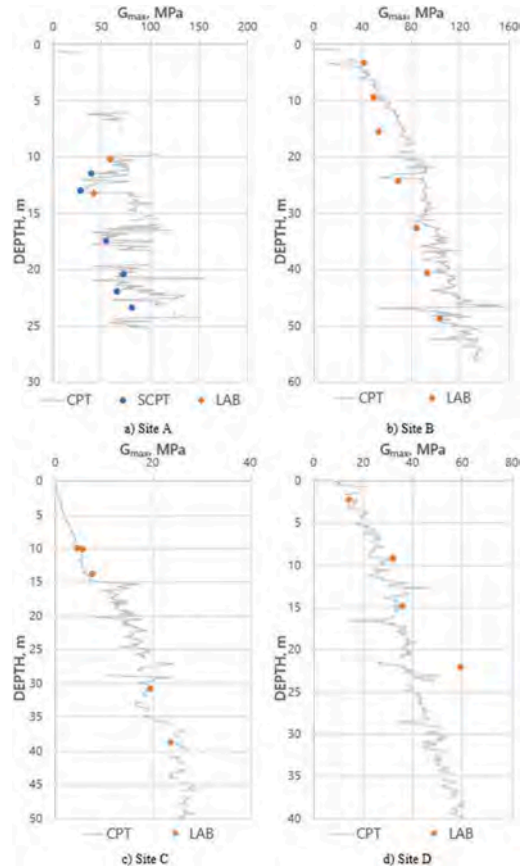 Gmax, MPa
0 50 100 150 200
0
5
10
15
20
25
30
DEPTH, m
CPT SCPT LAB
a) Site A
Gmax, MPa
0 40 80 120 160
0
10
20
30
40
50
60
DEPTH, m
CPT LAB
b) Site B
Gmax, MPa
0 20 40
0
5
10
15
20
25
30
35
40
45
50
DEPTH, m
CPT LAB
c) Site C
Gmax, MPa
0 20 40 60 80
0
5
10
15
20
25
30
35
40
DEPTH, m
CPT LAB
d) Site D